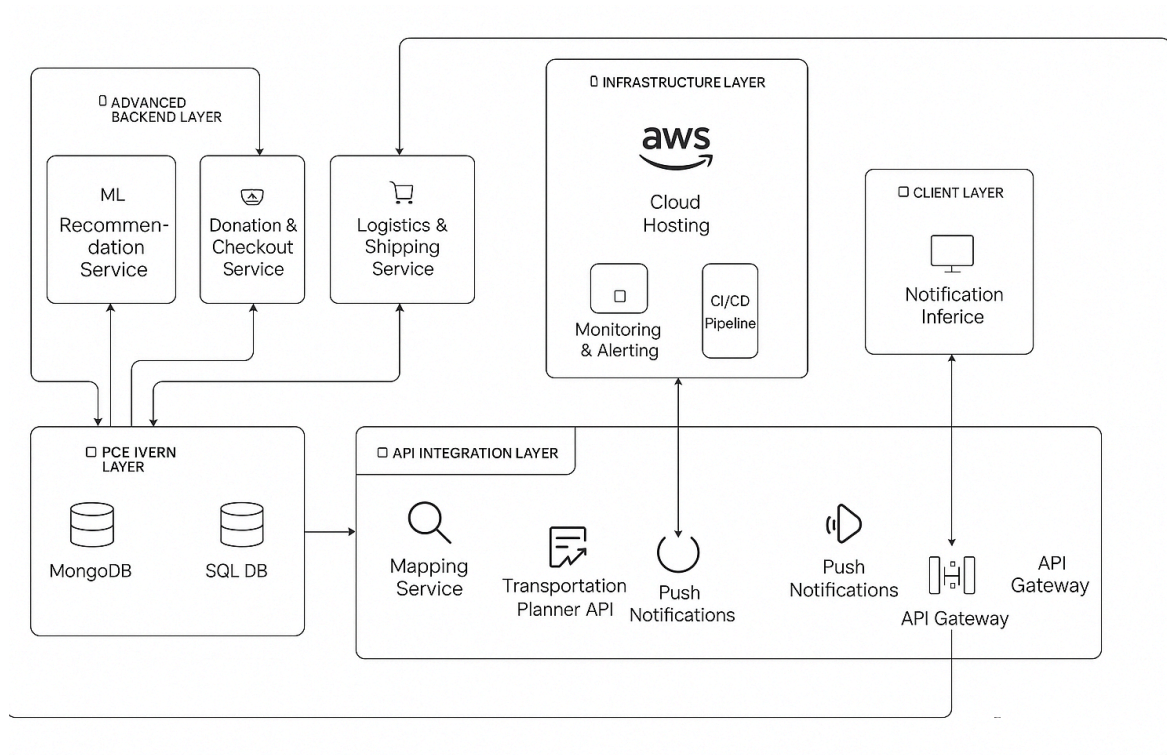 ADVANCED
BACKEND LAYER
ML
Recommen-
dation
Service
Donation &
Checkout
Service
Logistics &
Shipping
Service
INFRASTRUCTURE LAYER
aws
Cloud
Hosting
Monitoring
& Alerting
CI/CD
Pipeline
CLIENT LAYER
Notification
Inferice
PCE IVERN
LAYER
MongoDB
SQL DB
API INTEGRATION LAYER
Mapping
Service
Transportation
Planner API
Push
Notifications
Push
Notifications
API Gateway
API
Gateway